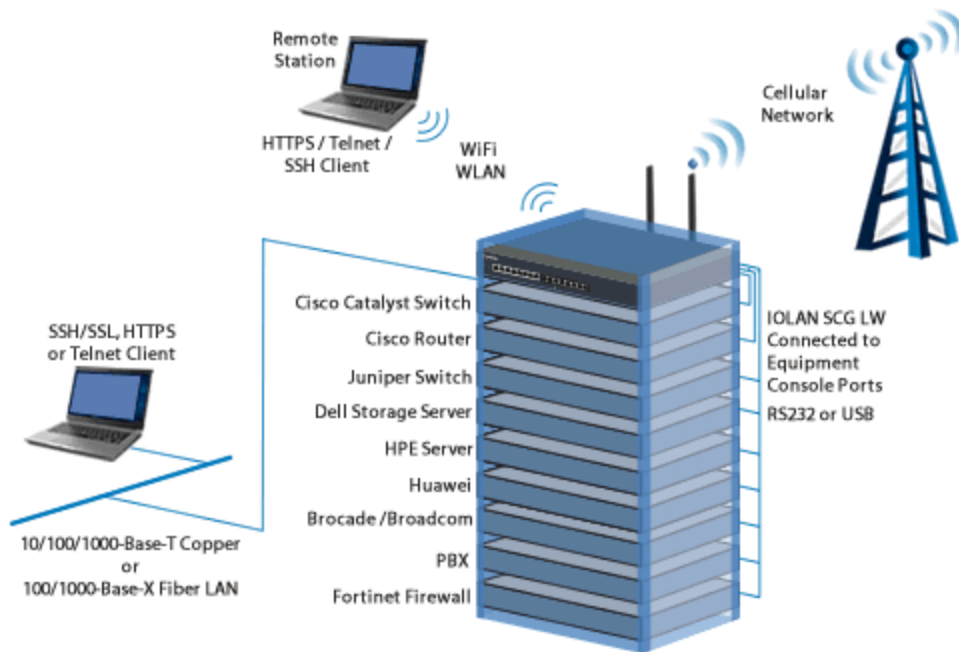 Remote
Station
HTTPS / Telnet /
SSH Client
WiFi
WLAN
Cellular
Network
SSH/SSL, HTTPS
or Telnet Client
10/100/1000-Base-T Copper
or
100/1000-Base-X Fiber LAN
Cisco Catalyst Switch
Cisco Router
Juniper Switch
Dell Storage Server
HPE Server
Huawei
Brocade /Broadcom
PBX
Fortinet Firewall
IOLAN SCG LW
Connected to
Equipment
Console Ports
RS232 or USB